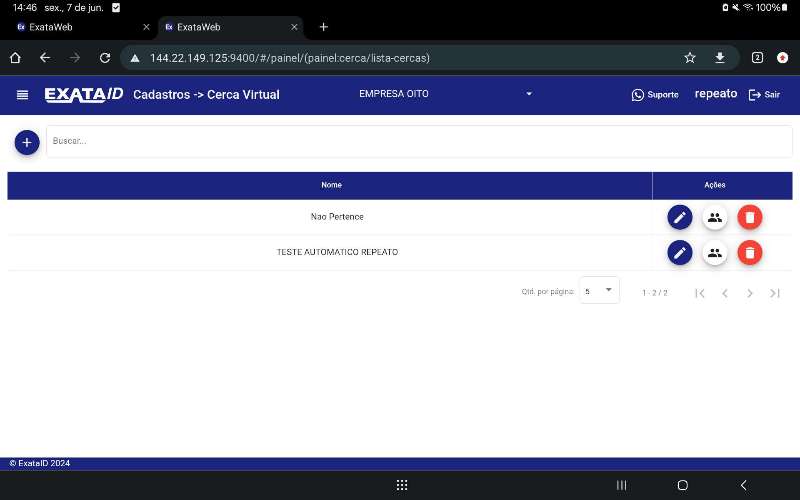 14:46 sex., 7 de jun.
100%
ExataWeb
ExataWeb
144.22.149.125:9400/#/painel/(painel:cerca/lista-cercas)
2
EXATAID
Cadastros -> Cerca Virtual
EMPRESA OITO
Suporte
repeato
Sair
Buscar...
Nome
Ações
Nao Pertence
TESTE AUTOMATICO REPEATO
Qtd. por página:
5
1 - 2 / 2
© ExataID 2024